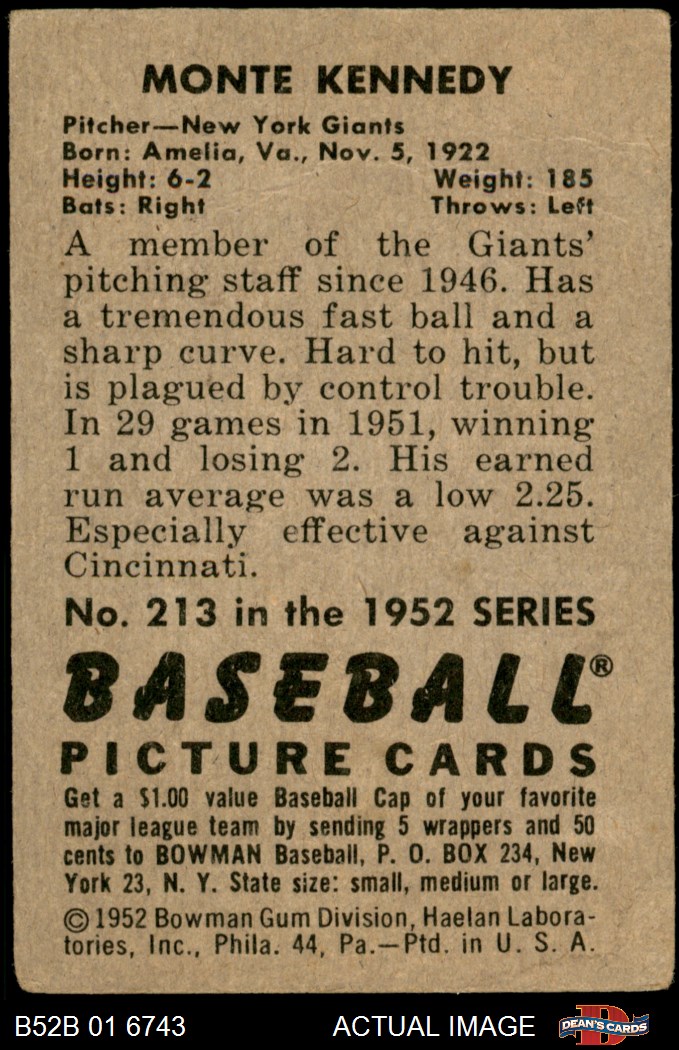 MONTE KENNEDY
Pitcher—New York Giants
Born: Amelia, Va., Nov. 5, 1922
Height: 6-2 Weight: 185
Bats: Right Throws: Left
A member of the Giants'
pitching staff since 1946. Has
a tremendous fast ball and a
sharp curve. Hard to hit, but
is plagued by control trouble.
In 29 games in 1951, winning
1 and losing 2. His earned
run average was a low 2.25.
Especially effective against
Cincinnati.
No. 213 in the 1952 SERIES
BASEBALL®
PICTURE CARDS
Get a $1.00 value Baseball Cap of your favorite
major league team by sending 5 wrappers and 50
cents to BOWMAN Baseball, P. O. BOX 234, New
York 23, N. Y. State size: small, medium or large.
©1952 Bowman Gum Division, Haelan Labora-
tories, Inc., Phila. 44, Pa.—Ptd. in U. S. A.
B52B 01 6743 ACTUAL IMAGE D DEAN'S CARDS